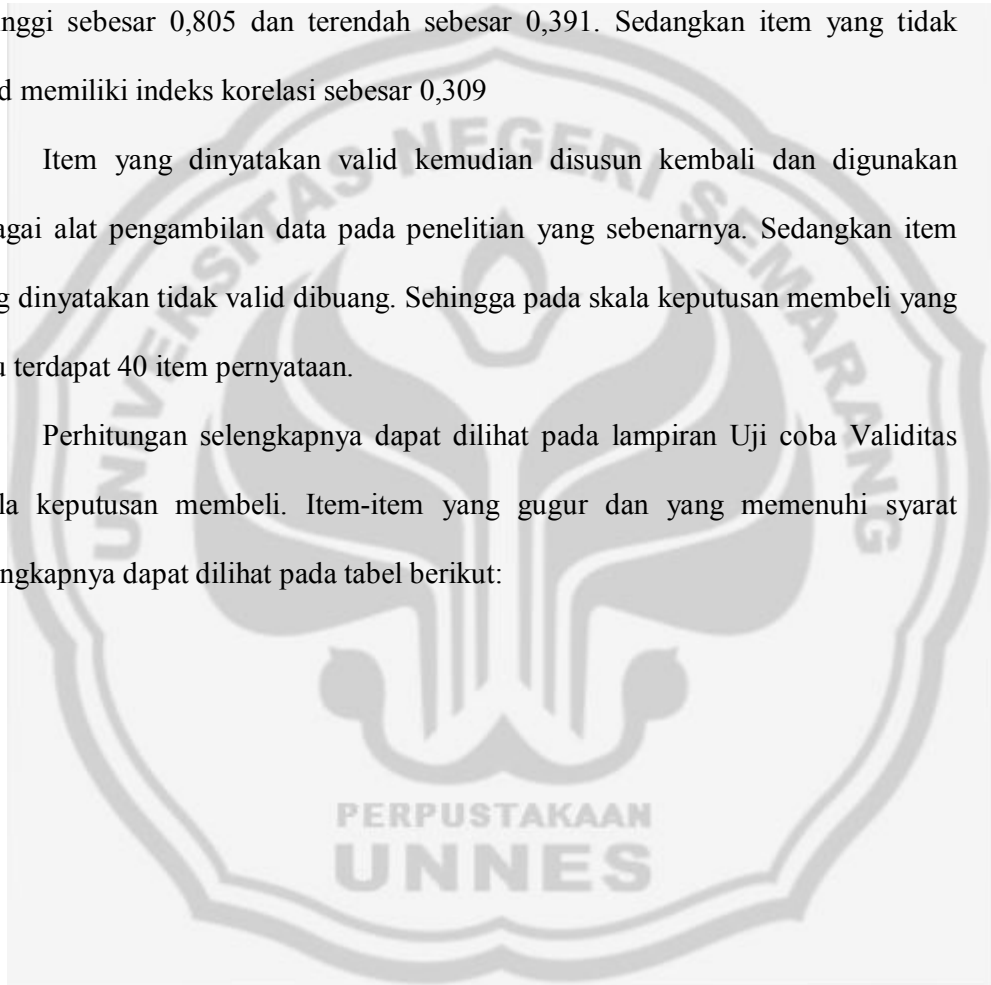 nggi sebesar 0,805 dan terendah sebesar 0,391. Sedangkan item yang tidak
d memiliki indeks korelasi sebesar 0,309
Item yang dinyatakan valid kemudian disusun kembali dan digunakan
agai alat pengambilan data pada penelitian yang sebenarnya. Sedangkan item
g dinyatakan tidak valid dibuang. Sehingga pada skala keputusan membeli yang
u terdapat 40 item pernyataan.
Perhitungan selengkapnya dapat dilihat pada lampiran Uji coba Validitas
la keputusan membeli. Item-item yang gugur dan yang memenuhi syarat
ngkapnya dapat dilihat pada tabel berikut:
UNIVERSITAS NEGERI SEMARANG
PERPUSTAKAAN
UNNES